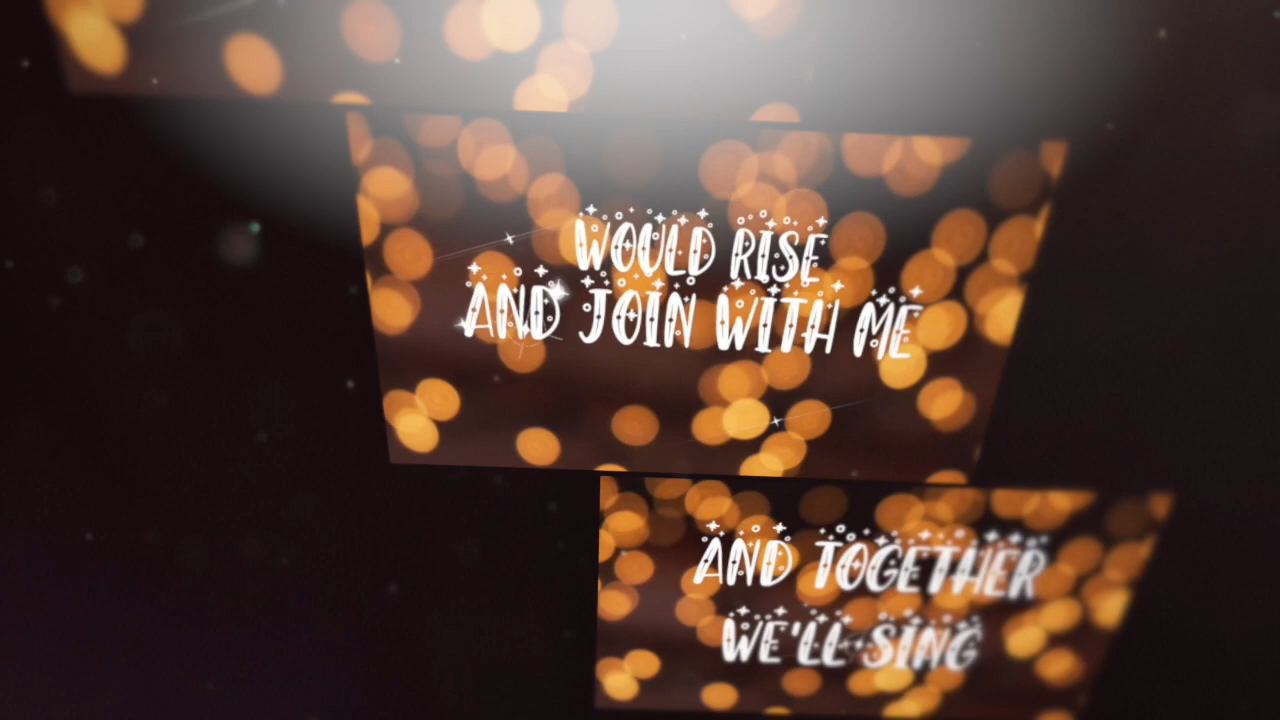 WOULD RISE
AND JOIN WITH ME
AND TOGETHER
WE'LL SING